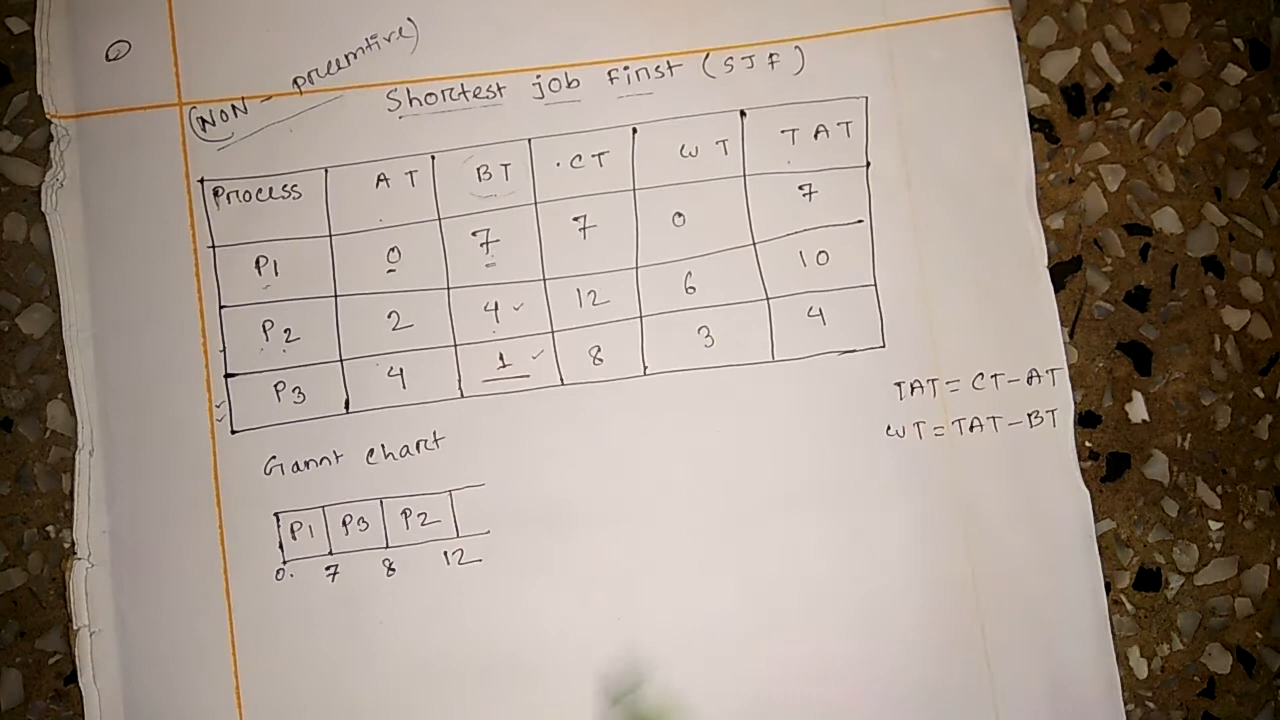 (NON - preemtive)
Shortest job First (SJF)
Process AT BT CT WT TAT
P1 0 7 7 0 7
P2 2 4 12 6 10
P3 4 1 8 3 4
TAT = CT - AT
WT = TAT - BT
Gannt chart
P1 P3 P2
0 7 8 12